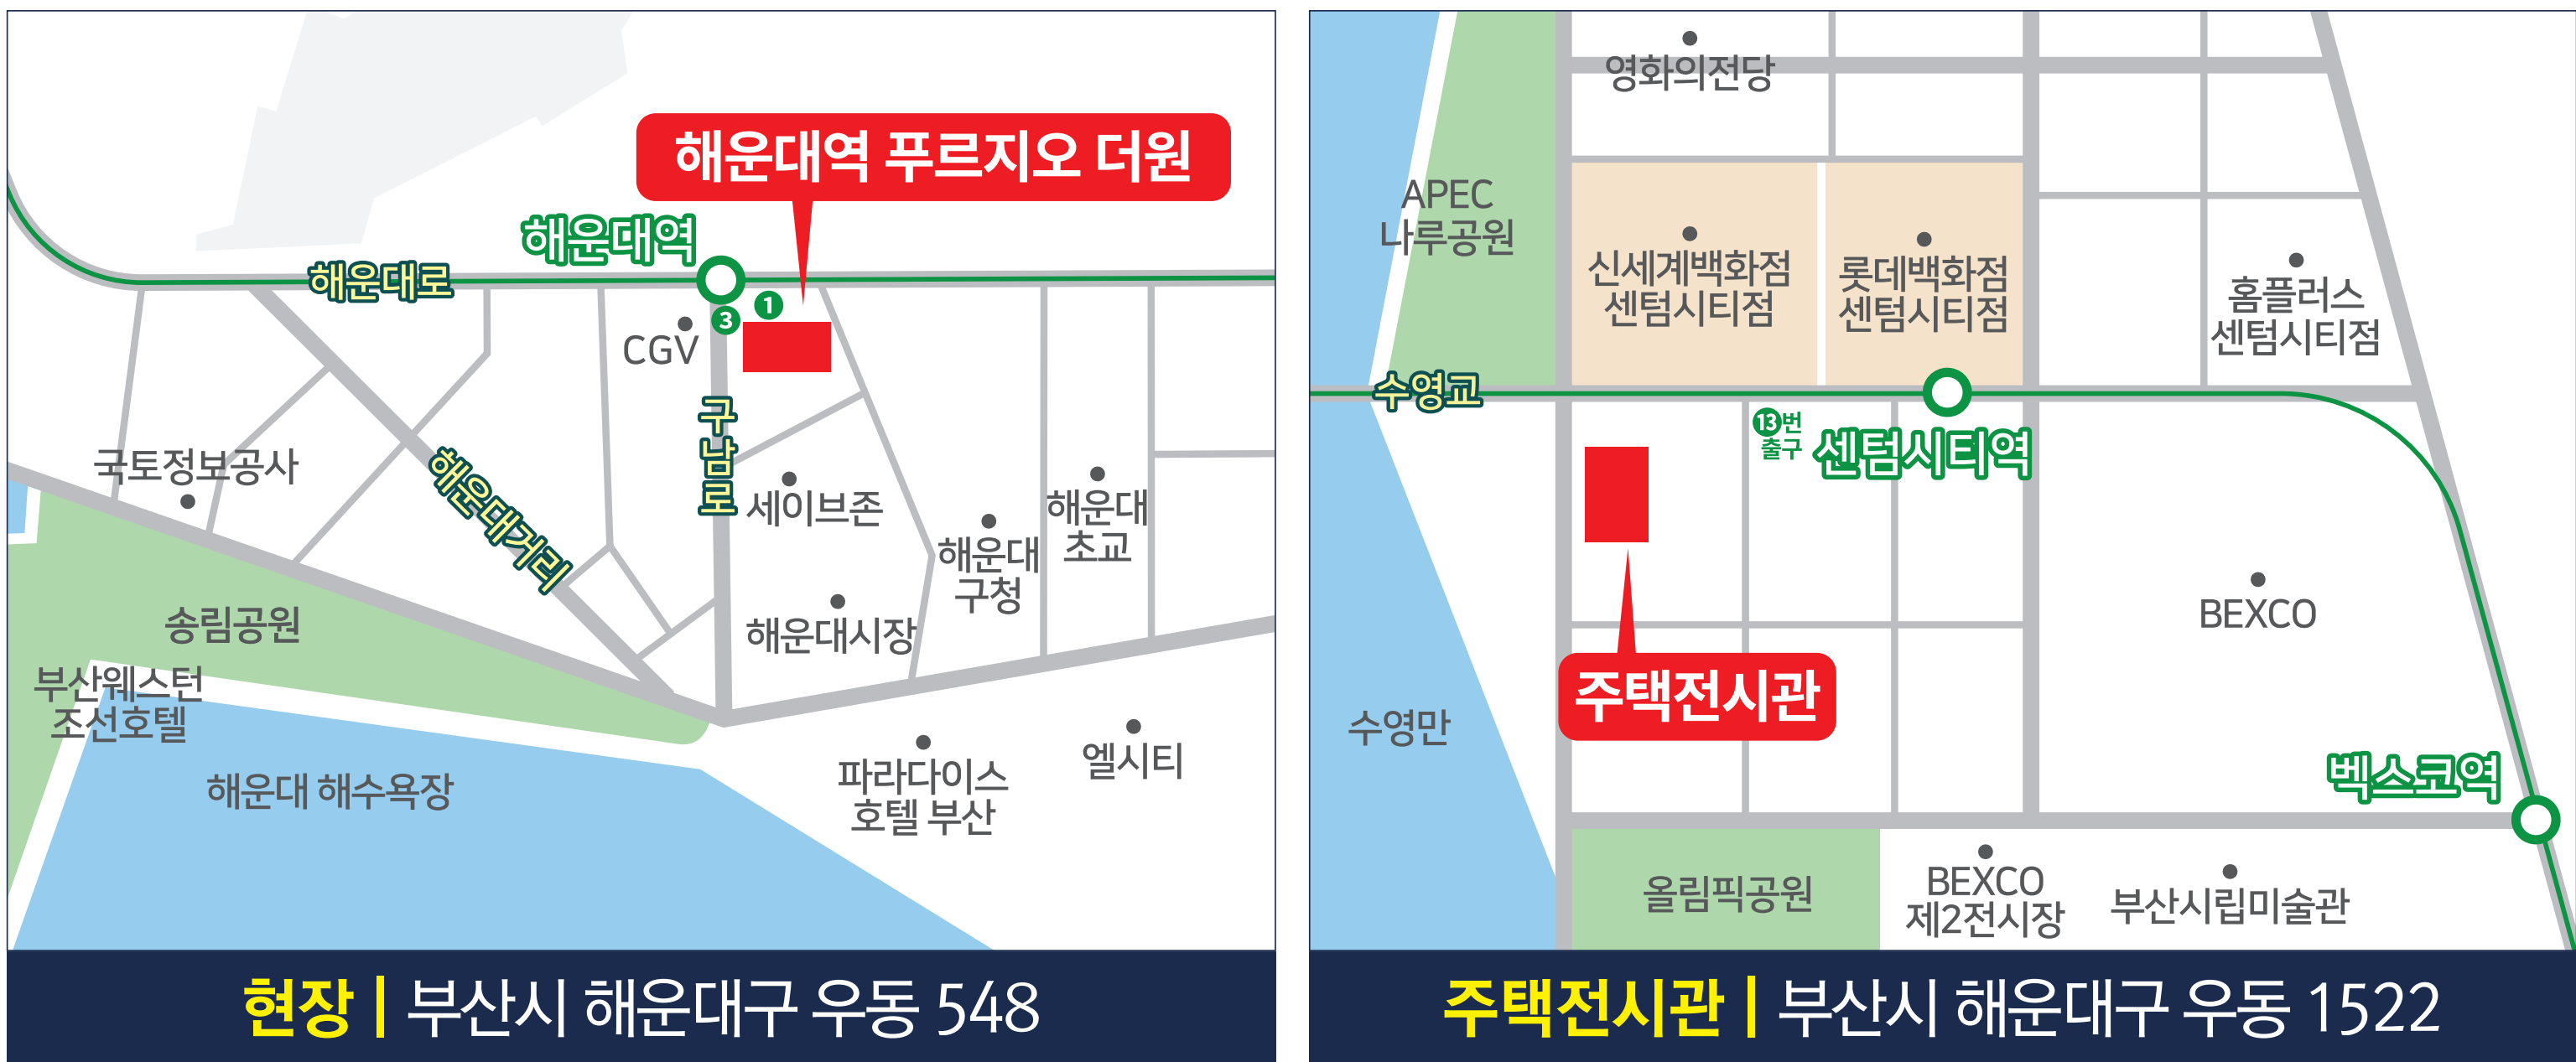 해운대역 푸르지오 더원
해운대역
해운대로
1
3
CGV
구남로
국토정보공사
해운대거리
세이브존
해운대
초교
해운대
구청
송림공원
해운대시장
부산웨스턴
조선호텔
해운대 해수욕장
파라다이스
호텔 부산
엘시티
현장 | 부산시 해운대구 우동 548
영화의전당
APEC
나루공원
신세계백화점
센텀시티점
롯데백화점
센텀시티점
홈플러스
센텀시티점
수영교
13번
출구
센텀시티역
BEXCO
주택전시관
수영만
벡스코역
올림픽공원
BEXCO
제2전시장
부산시립미술관
주택전시관 | 부산시 해운대구 우동 1522